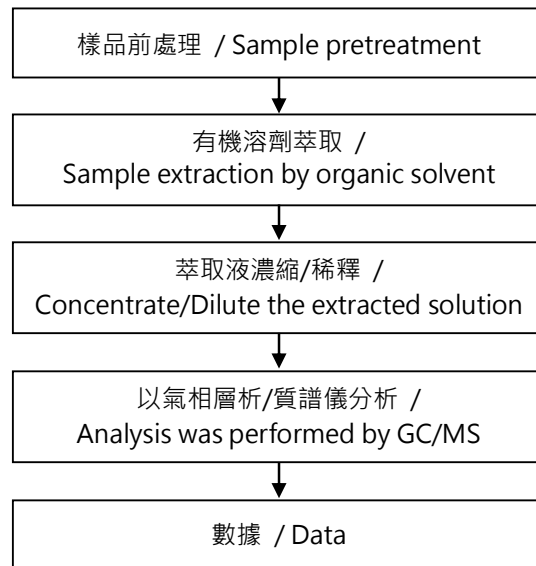 樣品前處理 / Sample pretreatment
有機溶劑萃取 /
Sample extraction by organic solvent
萃取液濃縮/稀釋 /
Concentrate/Dilute the extracted solution
以氣相層析/質譜儀分析 /
Analysis was performed by GC/MS
數據 / Data